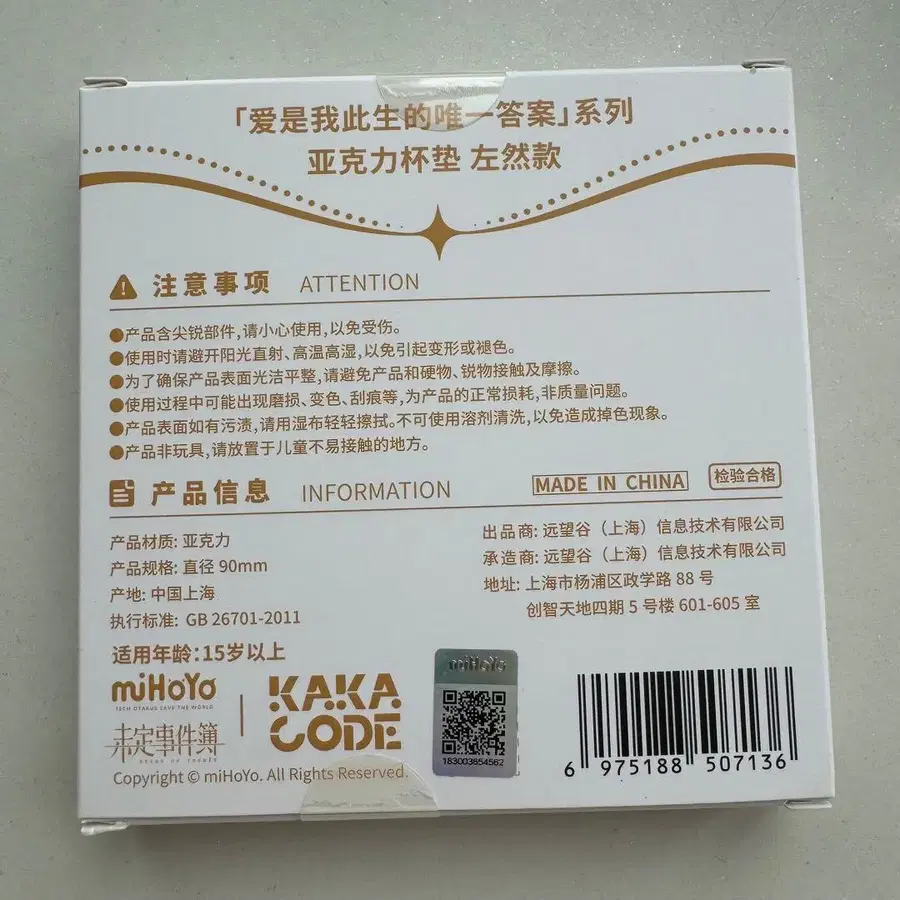 「爱是我此生的唯一答案」系列
亚克力杯垫 左然款
注意事项 ATTENTION
●产品含尖锐部件,请小心使用,以免受伤。
●使用时请避开阳光直射、高温高湿,以免引起变形或褪色。
●为了确保产品表面光洁平整,请避免产品和硬物、锐物接触及摩擦。
●使用过程中可能出现磨损、变色、刮痕等,为产品的正常损耗,非质量问题。
●产品表面如有污渍,请用湿布轻轻擦拭。不可使用溶剂清洗,以免造成掉色现象。
●产品非玩具,请放置于儿童不易接触的地方。
产品信息 INFORMATION
MADE IN CHINA
检验合格
产品材质: 亚克力
产品规格: 直径 90mm
产地: 中国上海
执行标准: GB 26701-2011
适用年龄:15岁以上
出品商: 远望谷（上海）信息技术有限公司
承造商: 远望谷（上海）信息技术有限公司
地址: 上海市杨浦区政学路 88 号
创智天地四期 5 号楼 601-605 室
miHoYo
TECH OTAKUS SAVE THE WORLD
未定事件簿
TEARS OF THEMIS
KAKA
CODE
Copyright © miHoYo. All Rights Reserved.
miHoYo
183003654562
6 975188 507136